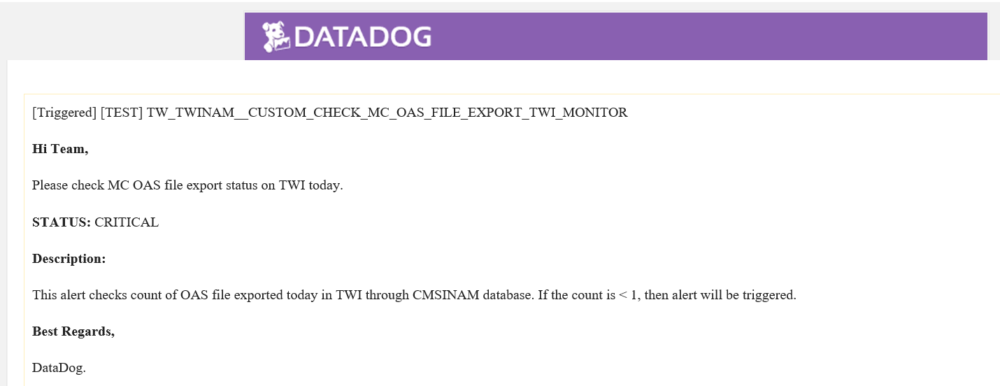 DATADOG
[Triggered] [TEST] TW_TWINAM__CUSTOM_CHECK_MC_OAS_FILE_EXPORT_TWI_MONITOR
Hi Team,
Please check MC OAS file export status on TWI today.
STATUS: CRITICAL
Description:
This alert checks count of OAS file exported today in TWI through CMSINAM database. If the count is < 1, then alert will be triggered.
Best Regards,
DataDog.